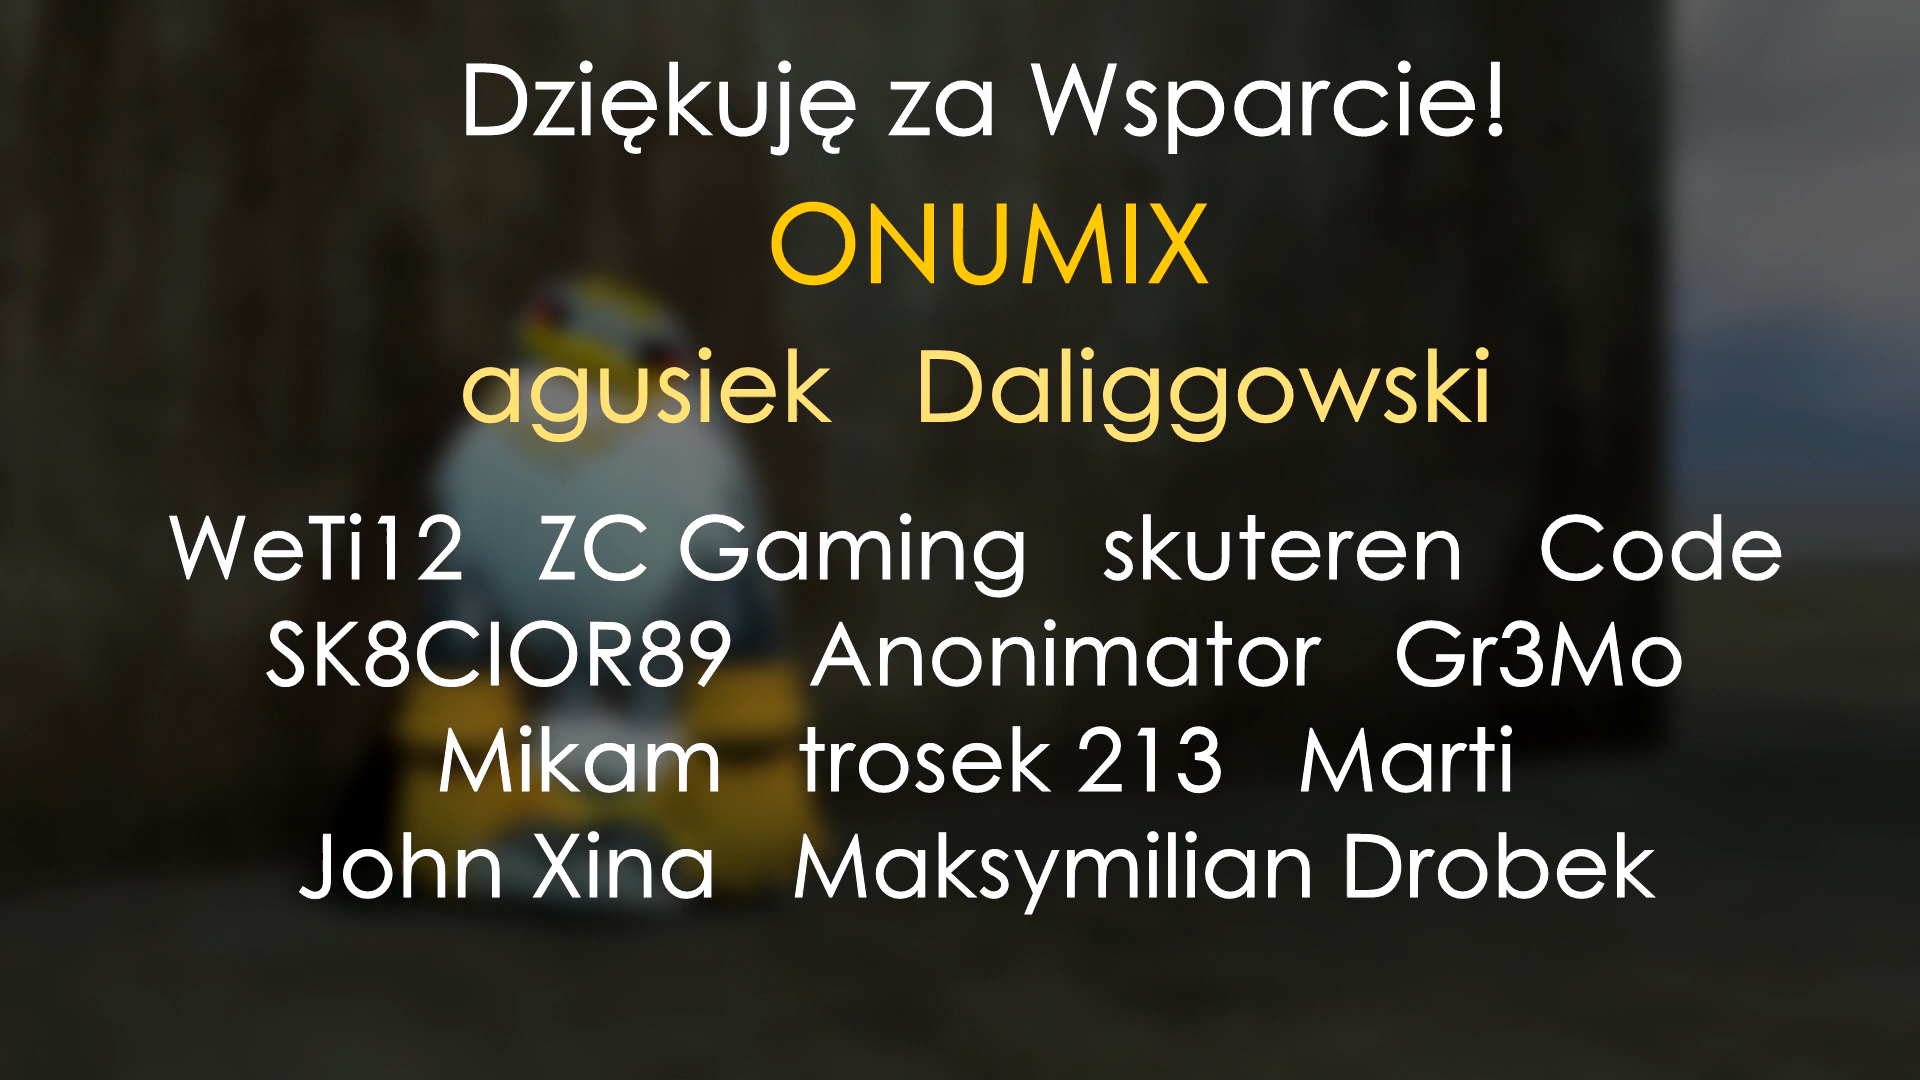 Dziękuję za Wsparcie!
ONUMIX
agusiek Daliggowski
WeTi12 ZC Gaming skuteren Code
SK8CIOR89 Anonimator Gr3Mo
Mikam trosek 213 Marti
John Xina Maksymilian Drobek